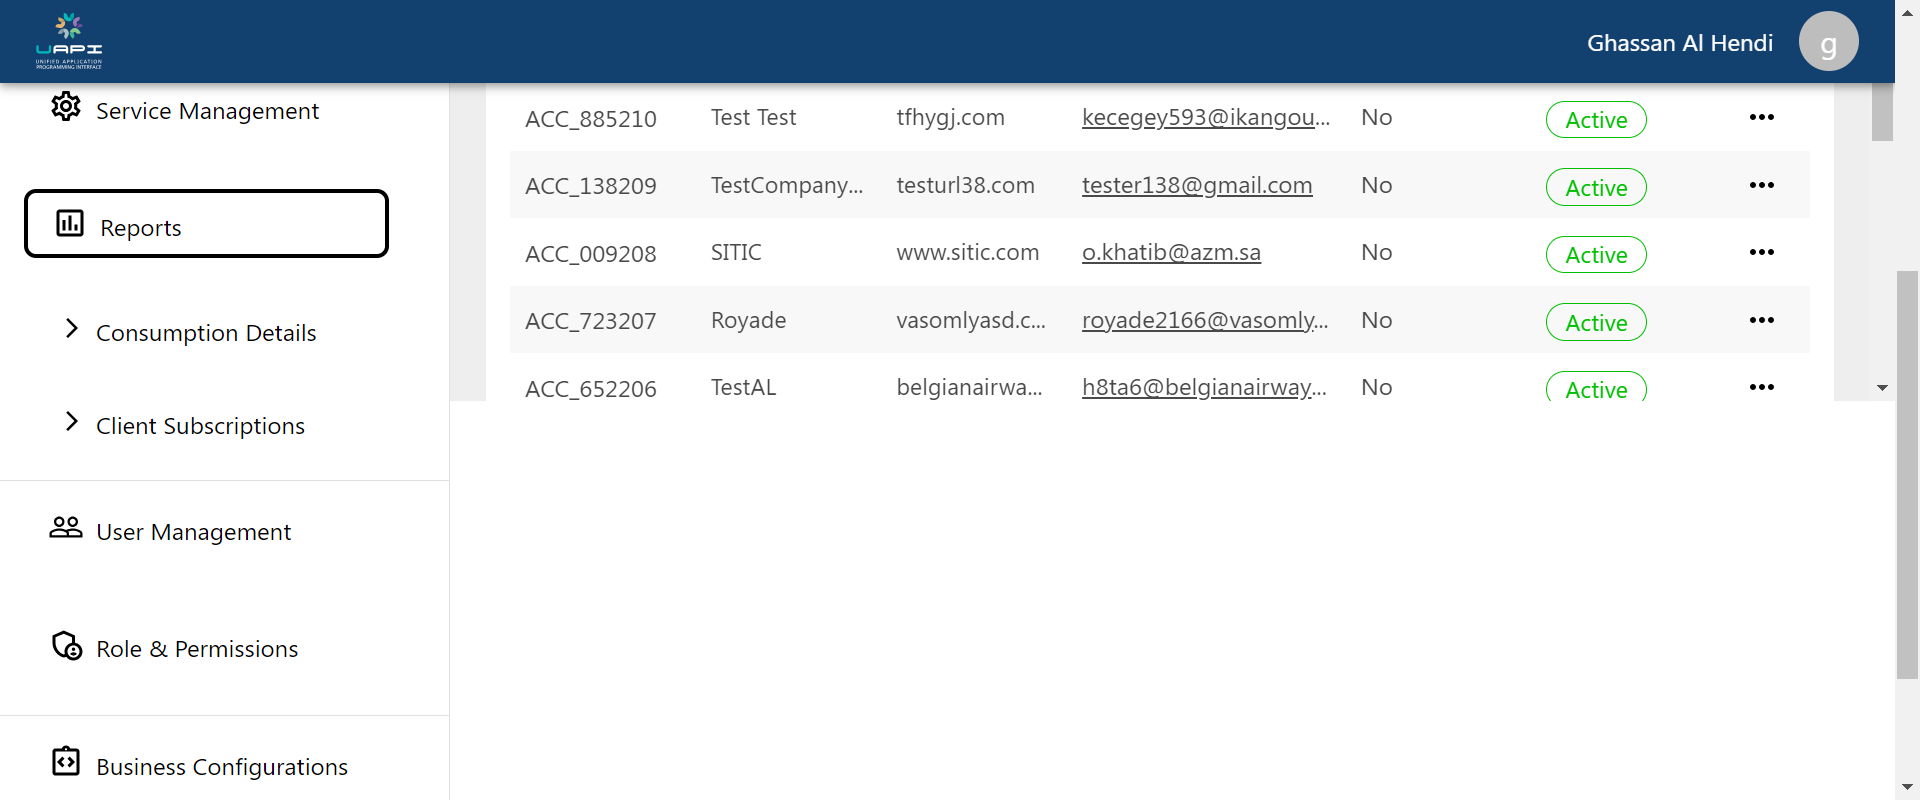 UAPI
UNIFIED APPLICATION
PROGRAMMING INTERFACE
Ghassan Al Hendi
g
Service Management
Reports
Consumption Details
Client Subscriptions
User Management
Role & Permissions
Business Configurations
ACC_885210 Test Test tfhygj.com kecegey593@ikangou... No Active
ACC_138209 TestCompany... testurl38.com tester138@gmail.com No Active
ACC_009208 SITIC www.sitic.com o.khatib@azm.sa No Active
ACC_723207 Royade vasomlyasd.c... royade2166@vasomly... No Active
ACC_652206 TestAL belgianairwa... h8ta6@belgianairway... No Active